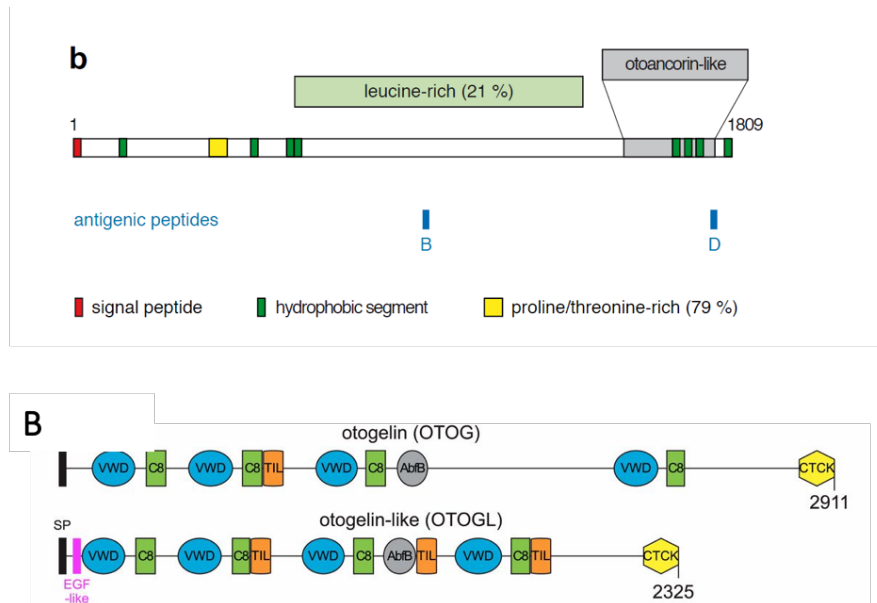 b
otoancorin-like
leucine-rich (21 %)
1 1809
antigenic peptides
B D
signal peptide hydrophobic segment proline/threonine-rich (79 %)
B
otogelin (OTOG)
VWD C8 VWD C8 TIL VWD C8 AbfB VWD C8 CTCK
2911
SP otogelin-like (OTOGL)
VWD C8 VWD C8 TIL VWD C8 AbfB TIL VWD C8 TIL CTCK
EGF
-like
2325